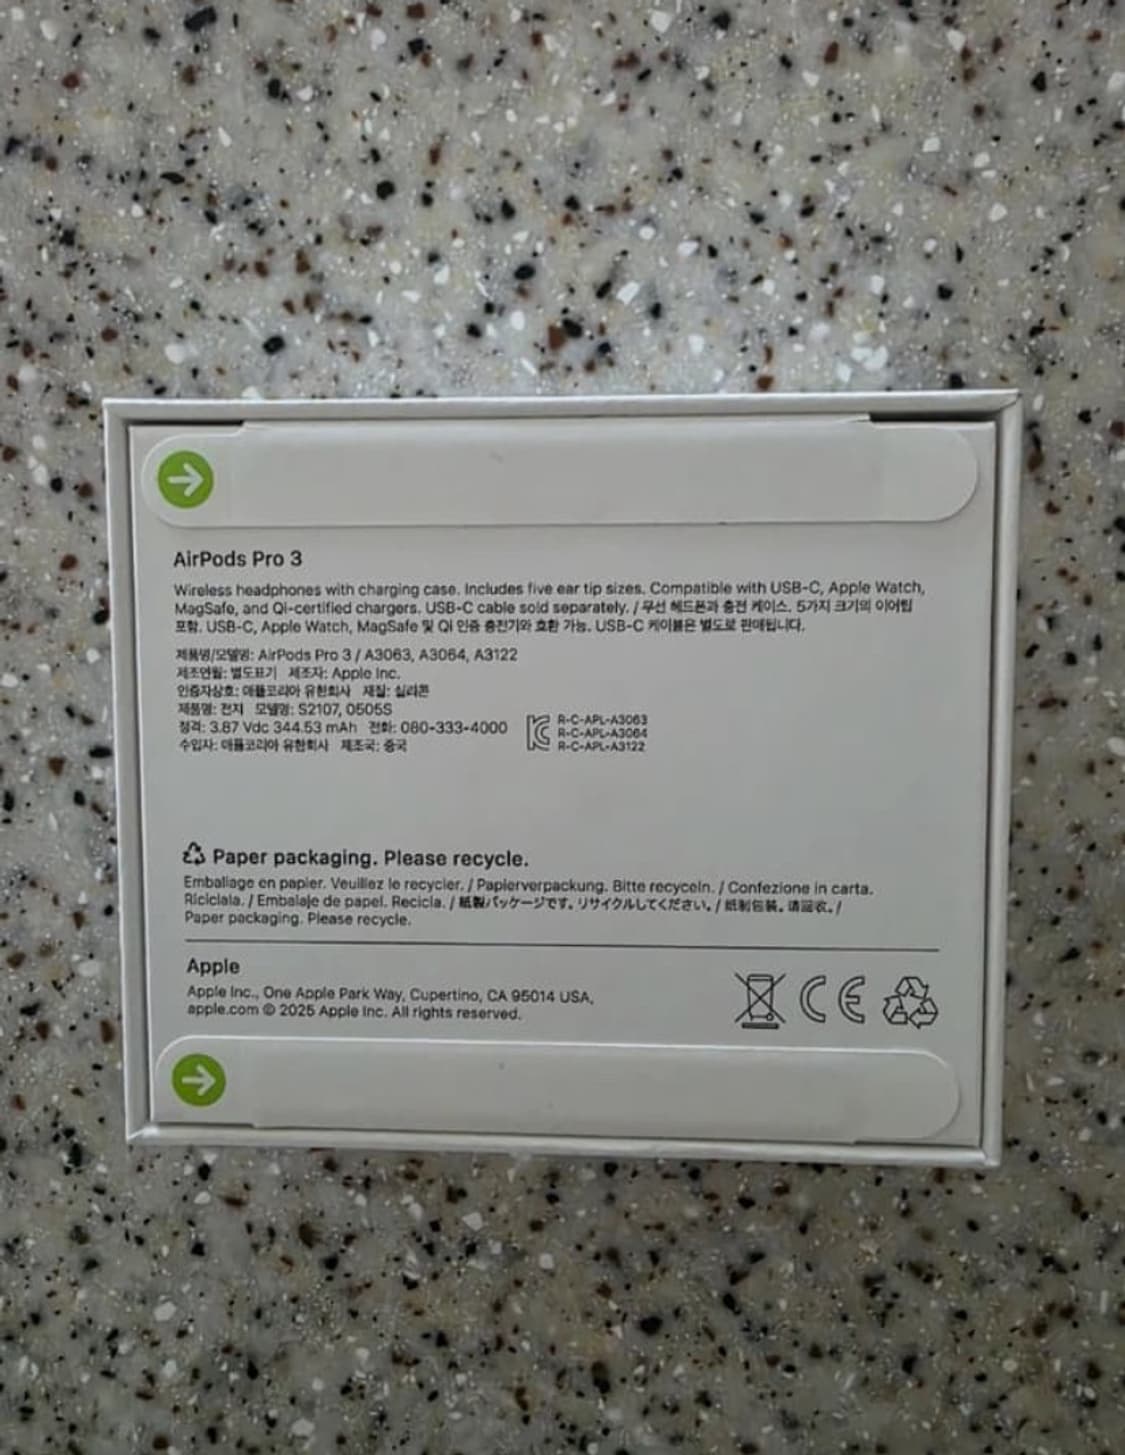 AirPods Pro 3
Wireless headphones with charging case. Includes five ear tip sizes. Compatible with USB-C, Apple Watch,
MagSafe, and Qi-certified chargers. USB-C cable sold separately. / 무선 헤드폰과 충전 케이스. 5가지 크기의 이어팁
포함. USB-C, Apple Watch, MagSafe 및 Qi 인증 충전기와 호환 가능. USB-C 케이블은 별도로 판매됩니다.
제품명/모델명: AirPods Pro 3 / A3063, A3064, A3122
제조연월: 별도표기 제조자: Apple Inc.
인증자상호: 애플코리아 유한회사 재질: 실리콘
제품명: 전지 모델명: S2107, 0505S
정격: 3.87 Vdc 344.53 mAh 전화: 080-333-4000
수입자: 애플코리아 유한회사 제조국: 중국
R-C-APL-A3063
R-C-APL-A3064
R-C-APL-A3122
Paper packaging. Please recycle.
Emballage en papier. Veuillez le recycler. / Papierverpackung. Bitte recyceln. / Confezione in carta.
Riciclala. / Embalaje de papel. Recicla. / 紙製パッケージです。リサイクルしてください。/ 纸制包装。请回收。/
Paper packaging. Please recycle.
Apple
Apple Inc., One Apple Park Way, Cupertino, CA 95014 USA,
apple.com © 2025 Apple Inc. All rights reserved.
CE